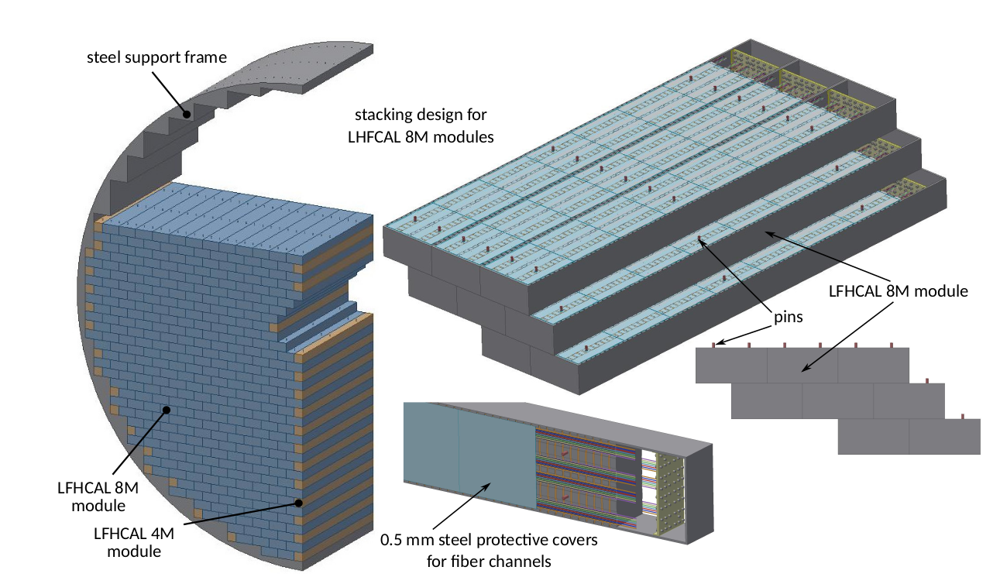 steel support frame
stacking design for
LHFCAL 8M modules
LFHCAL 8M module
pins
LFHCAL 8M
module
LFHCAL 4M
module
0.5 mm steel protective covers
for fiber channels